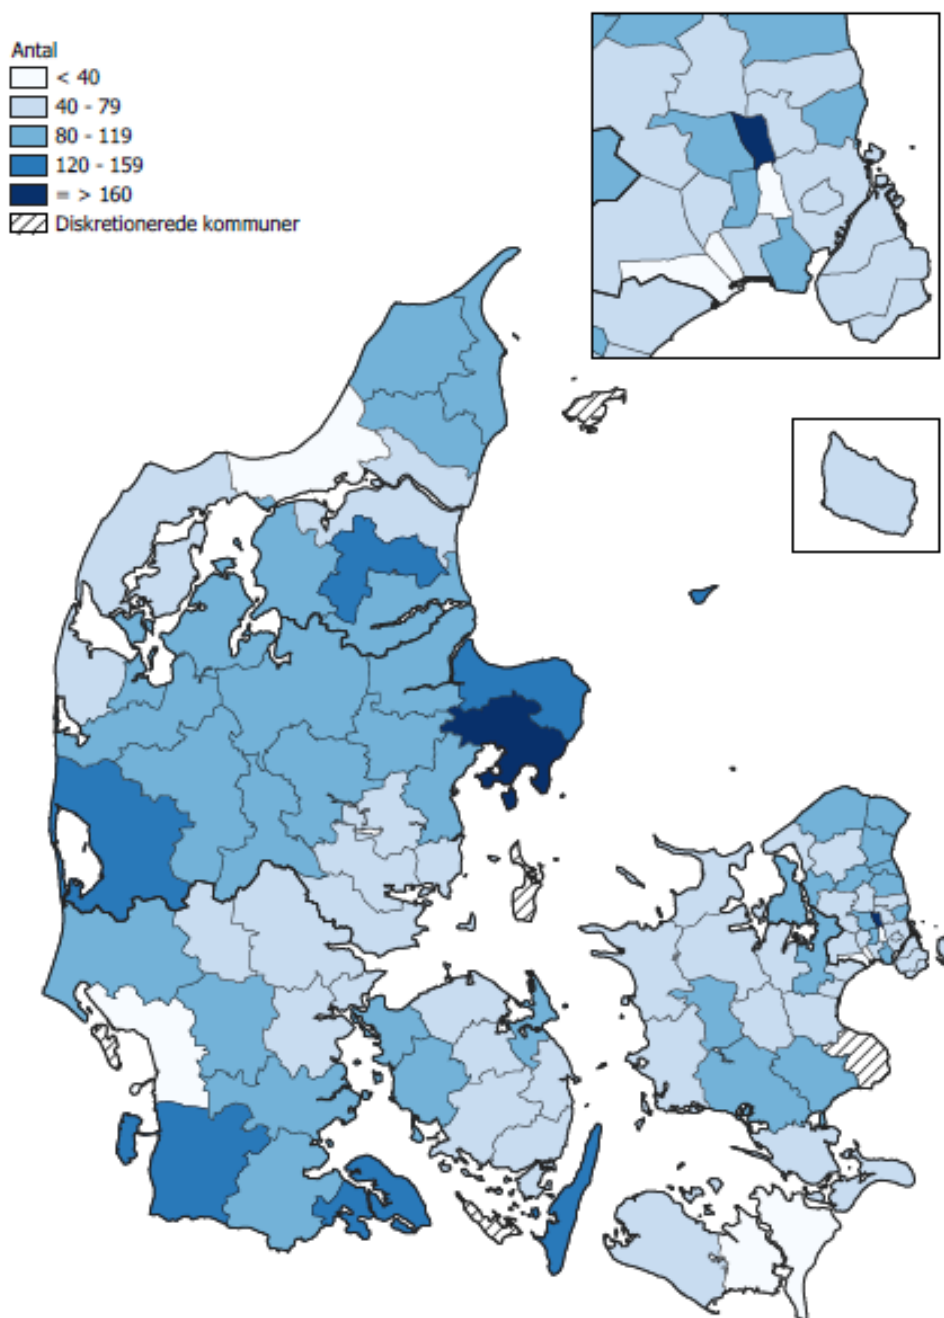 Antal
< 40
40 - 79
80 - 119
120 - 159
= > 160
Diskretionerede kommuner